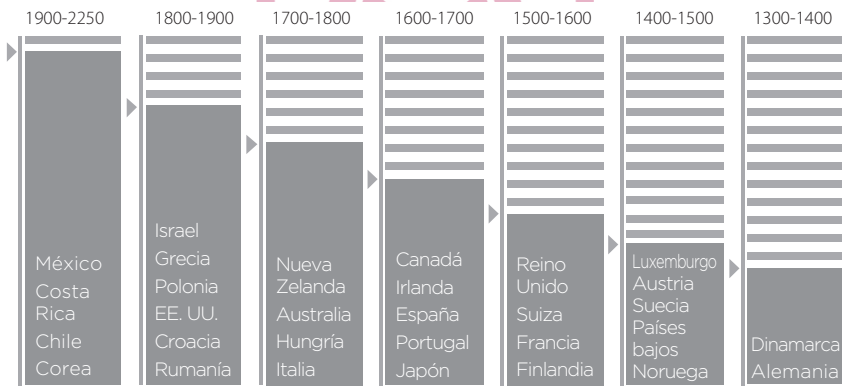 1900-2250
México
Costa
Rica
Chile
Corea
1800-1900
Israel
Grecia
Polonia
EE. UU.
Croacia
Rumanía
1700-1800
Nueva
Zelanda
Australia
Hungría
Italia
1600-1700
Canadá
Irlanda
España
Portugal
Japón
1500-1600
Reino
Unido
Suiza
Francia
Finlandia
1400-1500
Luxemburgo
Austria
Suecia
Países
bajos
Noruega
1300-1400
Dinamarca
Alemania